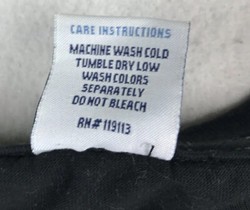 CARE INSTRUCTIONS
MACHINE WASH COLD
TUMBLE DRY LOW
WASH COLORS
SEPARATELY
DO NOT BLEACH
RN# 119113